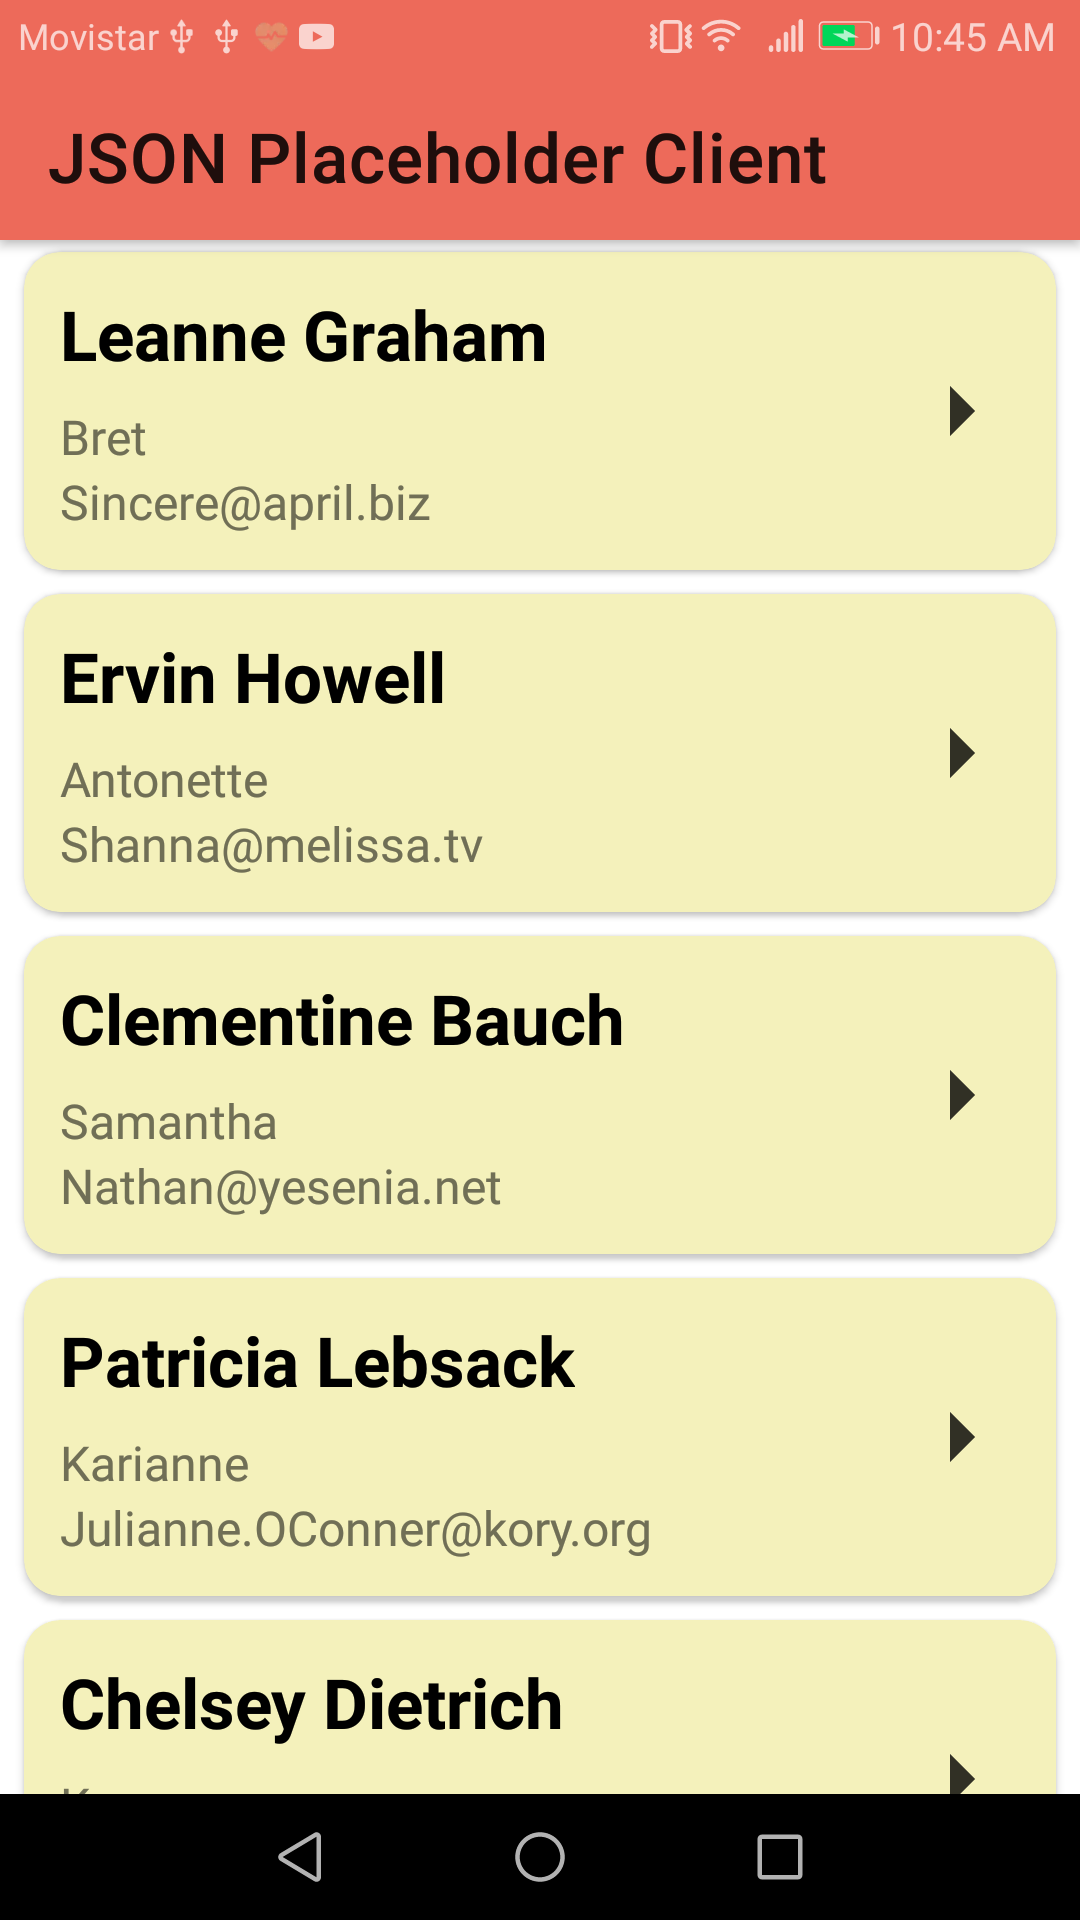 Movistar 10:45 AM
JSON Placeholder Client
Leanne Graham
Bret
Sincere@april.biz
Ervin Howell
Antonette
Shanna@melissa.tv
Clementine Bauch
Samantha
Nathan@yesenia.net
Patricia Lebsack
Karianne
Julianne.OConner@kory.org
Chelsey Dietrich